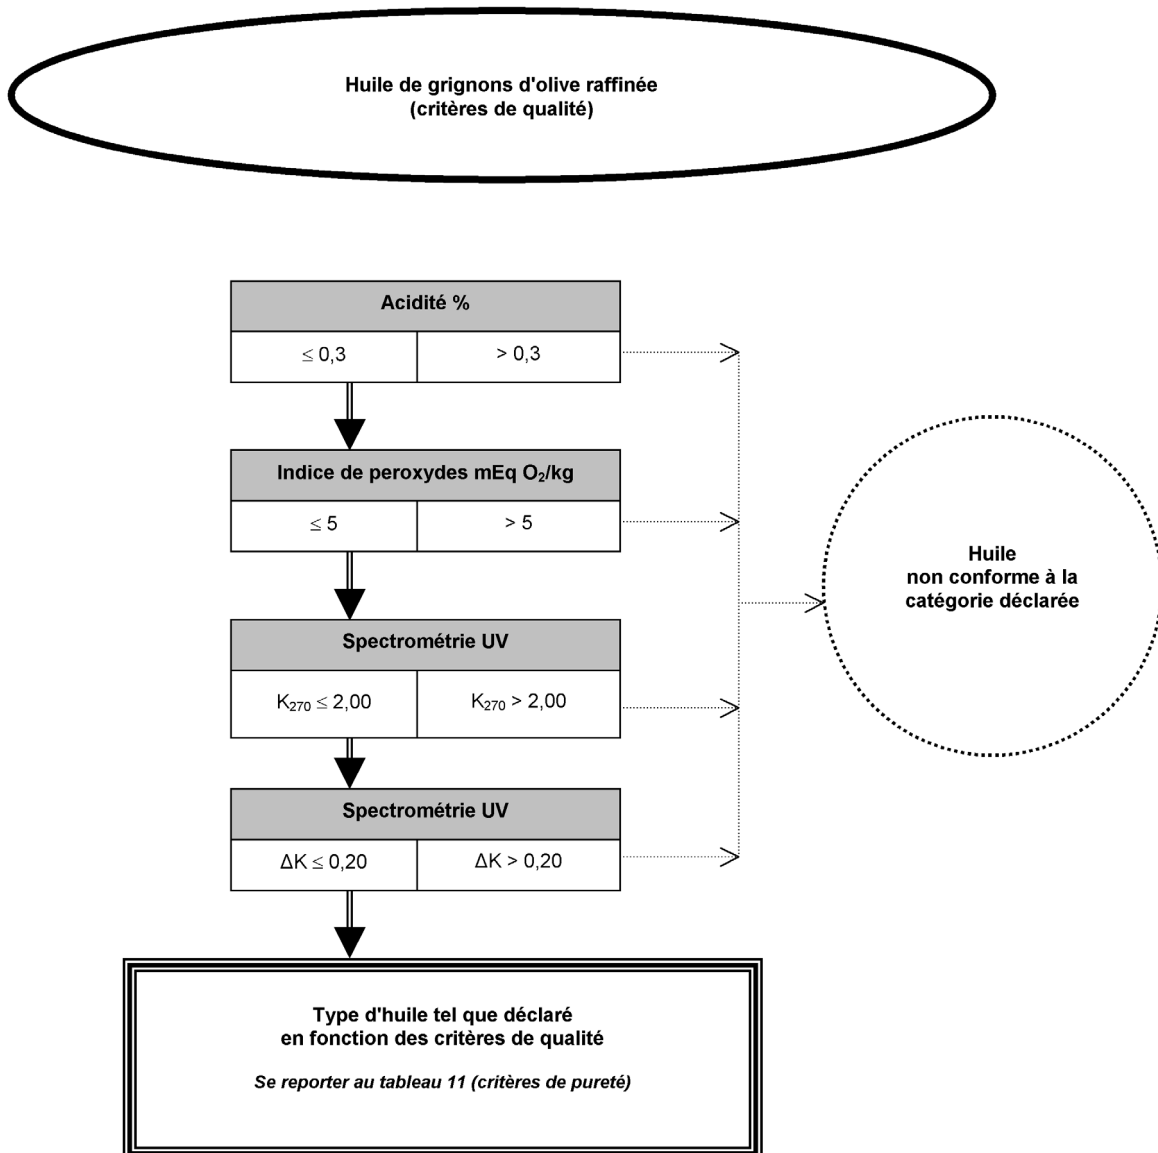 Huile de grignons d'olive raffinée
(critères de qualité)
Acidité %
≤ 0,3
> 0,3
Indice de peroxydes mEq O₂/kg
≤ 5
> 5
Huile
non conforme à la
catégorie déclarée
Spectrométrie UV
K₂₇₀ ≤ 2,00
K₂₇₀ > 2,00
Spectrométrie UV
ΔK ≤ 0,20
ΔK > 0,20
Type d'huile tel que déclaré
en fonction des critères de qualité
Se reporter au tableau 11 (critères de pureté)